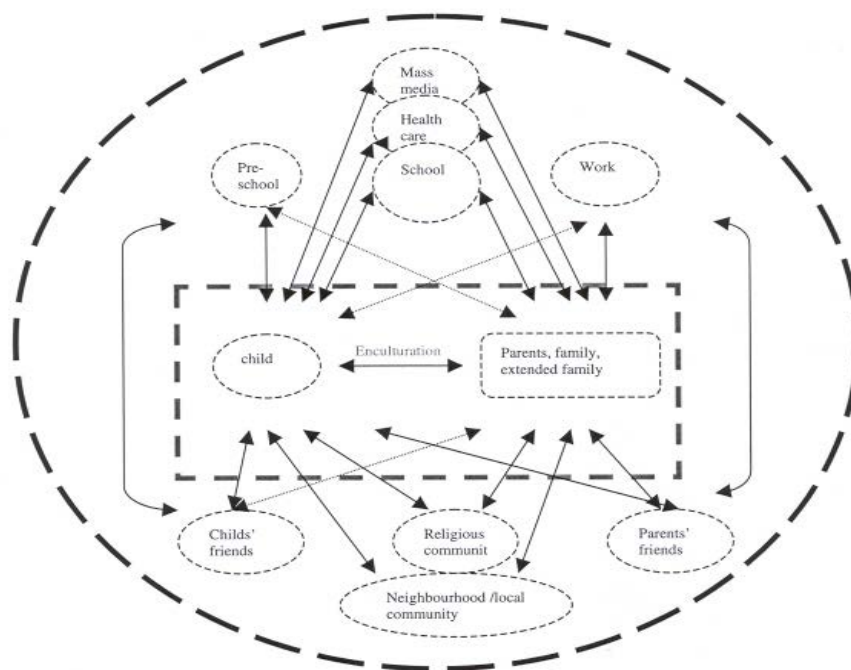 Mass
media
Health
care
School
Pre-
school
Work
child
Enculturation
Parents, family,
extended family
Childs'
friends
Religious
communit
Parents'
friends
Neighbourhood /local
community